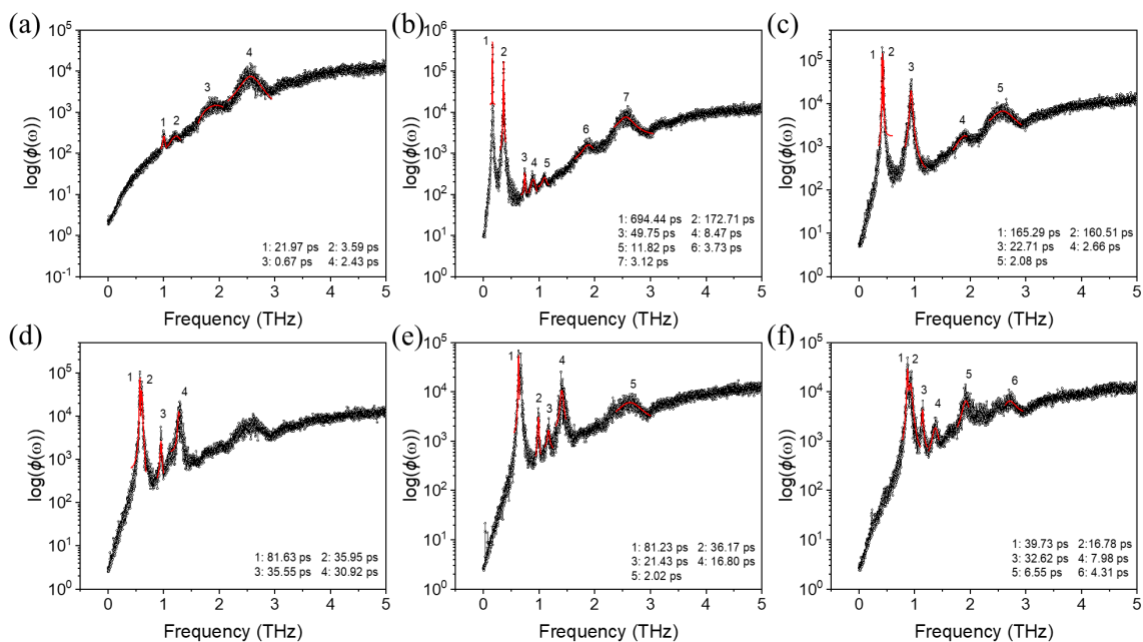 (a)
10^5
10^4
10^3
10^2
10^1
10^0
10^-1
log(ϕ(ω))
1
2
3
4
1: 21.97 ps 2: 3.59 ps
3: 0.67 ps 4: 2.43 ps
0 1 2 3 4 5
Frequency (THz)
(b)
10^6
10^5
10^4
10^3
10^2
10^1
10^0
log(ϕ(ω))
1
2
3
4
5
6
7
1: 694.44 ps 2: 172.71 ps
3: 49.75 ps 4: 8.47 ps
5: 11.82 ps 6: 3.73 ps
7: 3.12 ps
0 1 2 3 4 5
Frequency (THz)
(c)
10^5
10^4
10^3
10^2
10^1
10^0
log(ϕ(ω))
1
2
3
4
5
1: 165.29 ps 2: 160.51 ps
3: 22.71 ps 4: 2.66 ps
5: 2.08 ps
0 1 2 3 4 5
Frequency (THz)
(d)
10^5
10^4
10^3
10^2
10^1
10^0
log(ϕ(ω))
1
2
3
4
1: 81.63 ps 2: 35.95 ps
3: 35.55 ps 4: 30.92 ps
0 1 2 3 4 5
Frequency (THz)
(e)
10^5
10^4
10^3
10^2
10^1
10^0
log(ϕ(ω))
1
2
3
4
5
1: 81.23 ps 2: 36.17 ps
3: 21.43 ps 4: 16.80 ps
5: 2.02 ps
0 1 2 3 4 5
Frequency (THz)
(f)
10^5
10^4
10^3
10^2
10^1
10^0
log(ϕ(ω))
1
2
3
4
5
6
1: 39.73 ps 2:16.78 ps
3: 32.62 ps 4: 7.98 ps
5: 6.55 ps 6: 4.31 ps
0 1 2 3 4 5
Frequency (THz)